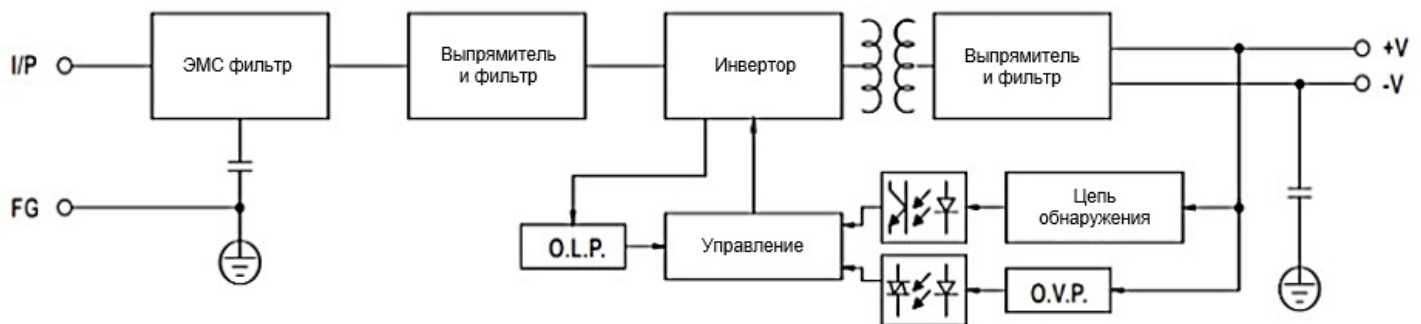 I/P
ЭМС фильтр
Выпрямитель
и фильтр
Инвертор
Выпрямитель
и фильтр
+V
-V
FG
O.L.P.
Управление
Цепь
обнаружения
O.V.P.